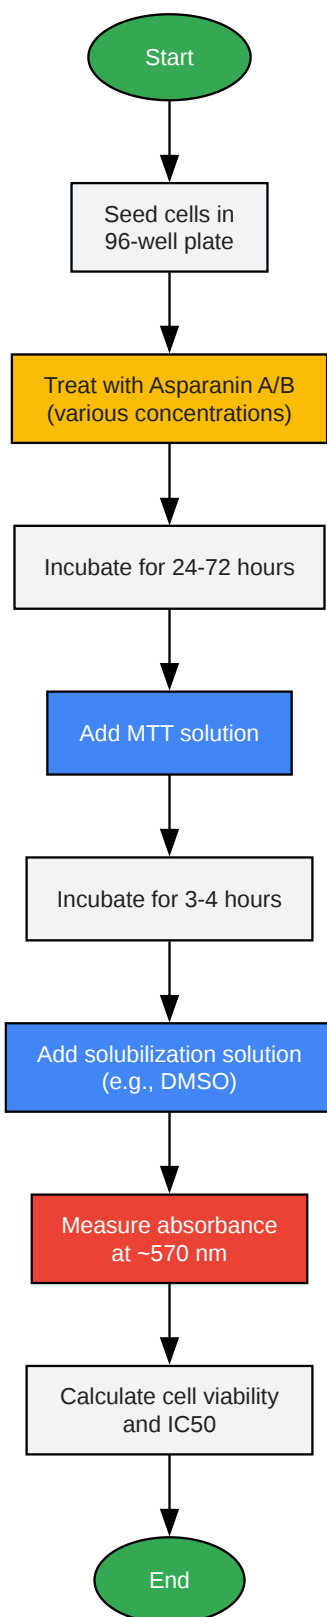 Start
Seed cells in
96-well plate
Treat with Asparanin A/B
(various concentrations)
Incubate for 24-72 hours
Add MTT solution
Incubate for 3-4 hours
Add solubilization solution
(e.g., DMSO)
Measure absorbance
at ~570 nm
Calculate cell viability
and IC50
End